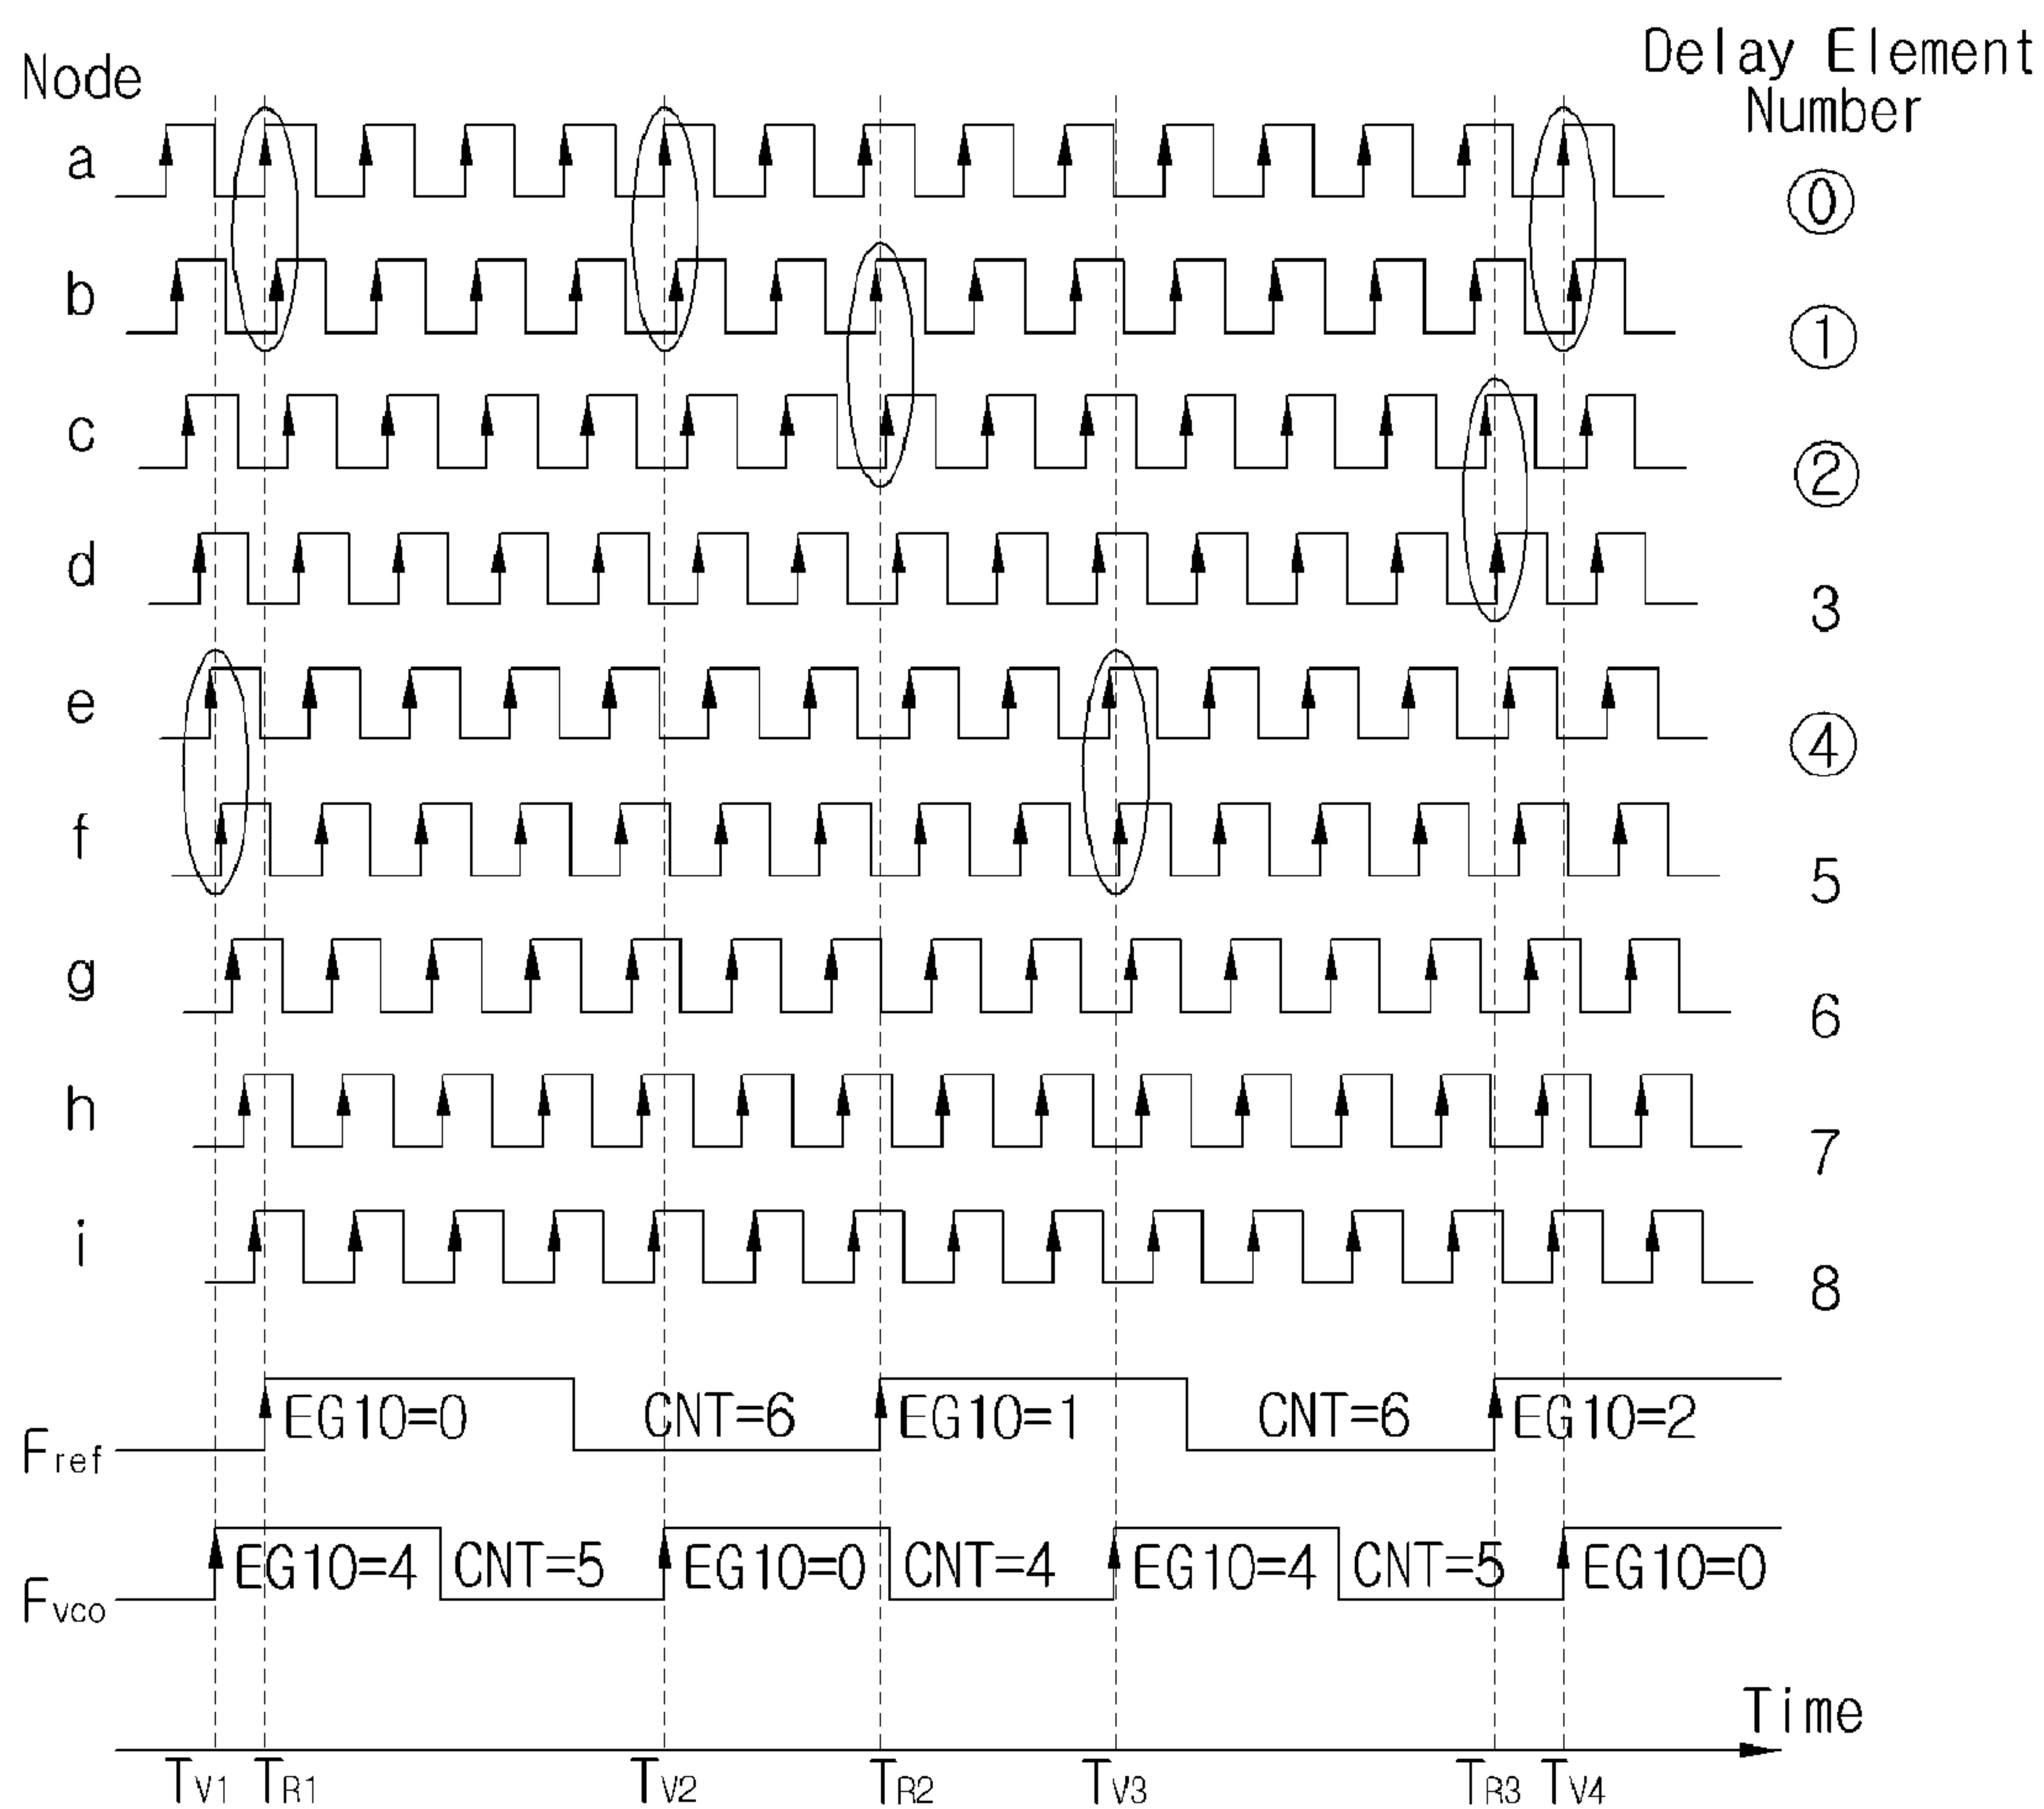 Node
Delay Element
Number
a
0
b
1
c
2
d
3
e
4
f
5
g
6
h
7
i
8
Fref EG10=0 CNT=6 EG10=1 CNT=6 EG10=2
Fvco EG10=4 CNT=5 EG10=0 CNT=4 EG10=4 CNT=5 EG10=0
Time
TV1 TR1 TV2 TR2 TV3 TR3 TV4